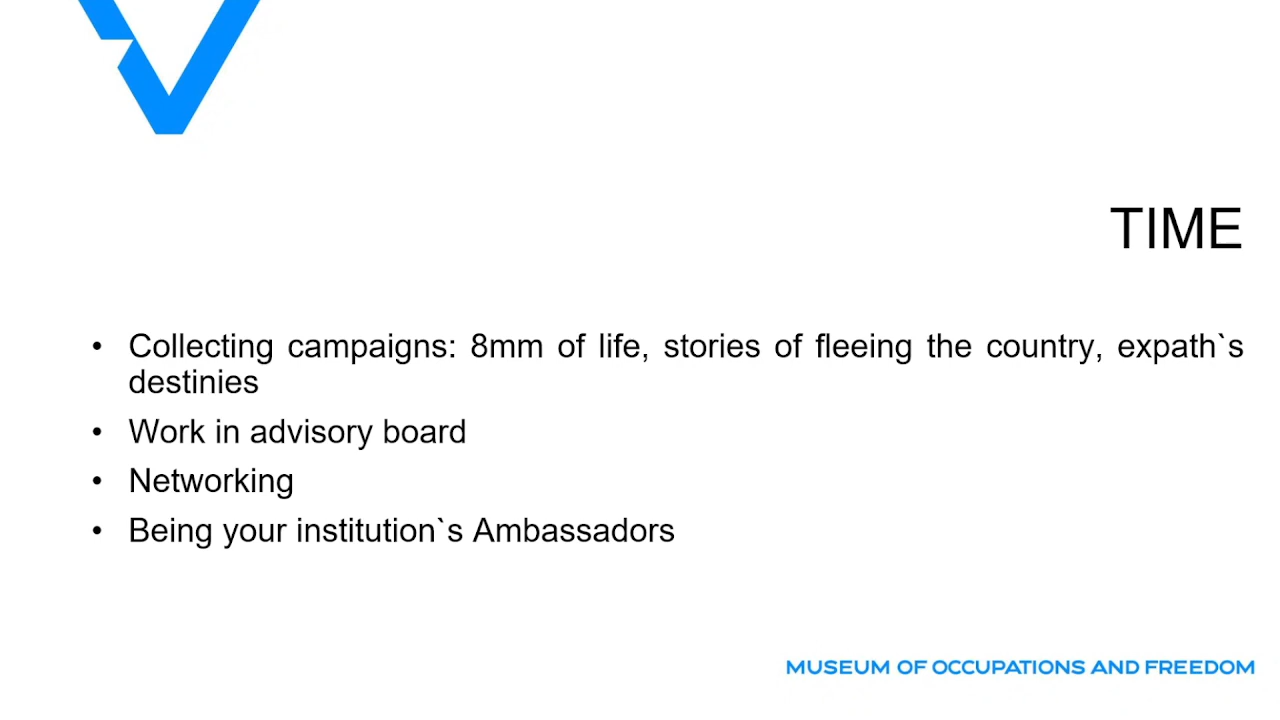 TIME
• Collecting campaigns: 8mm of life, stories of fleeing the country, expath`s
destinies
• Work in advisory board
• Networking
• Being your institution`s Ambassadors
MUSEUM OF OCCUPATIONS AND FREEDOM